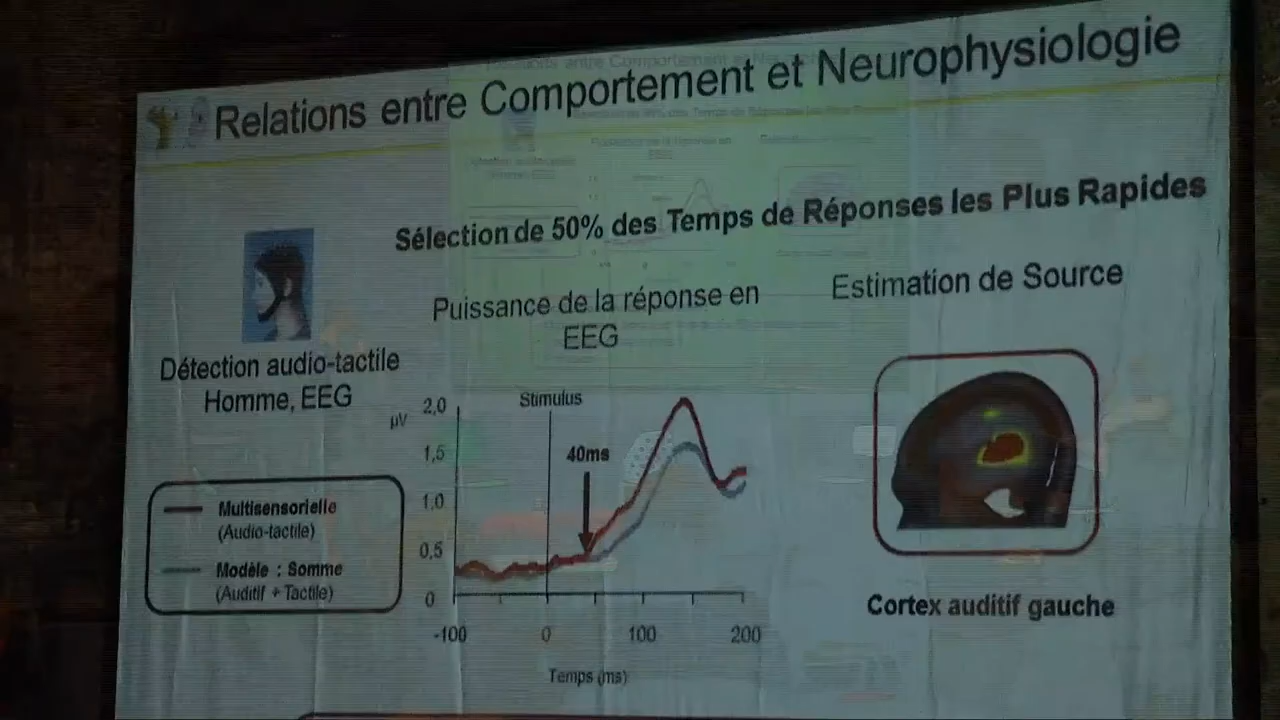 Relations entre Comportement et Neurophysiologie
Sélection de 50% des Temps de Réponses les Plus Rapides
Détection audio-tactile
Homme, EEG
Puissance de la réponse en
EEG
Estimation de Source
Multisensorielle
(Audio-tactile)
Modèle : Somme
(Auditif + Tactile)
µV
2,0
1,5
1,0
0,5
0
Stimulus
40ms
-100
0
100
200
Temps (ms)
Cortex auditif gauche